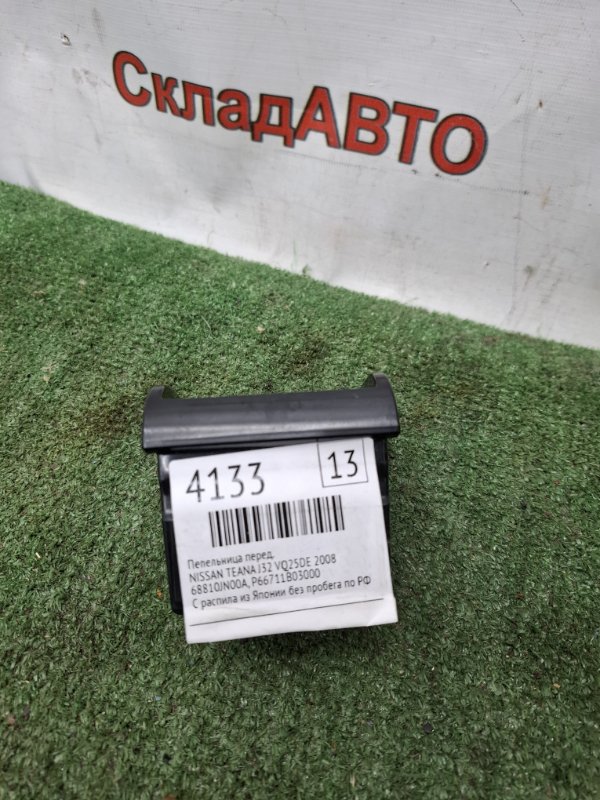 СкладАВТО
4133
13
Пепельница перед.
NISSAN TEANA J32 VQ25DE 2008
68810JN00A, P66711B03000
С распила из Японии без пробега по РФ